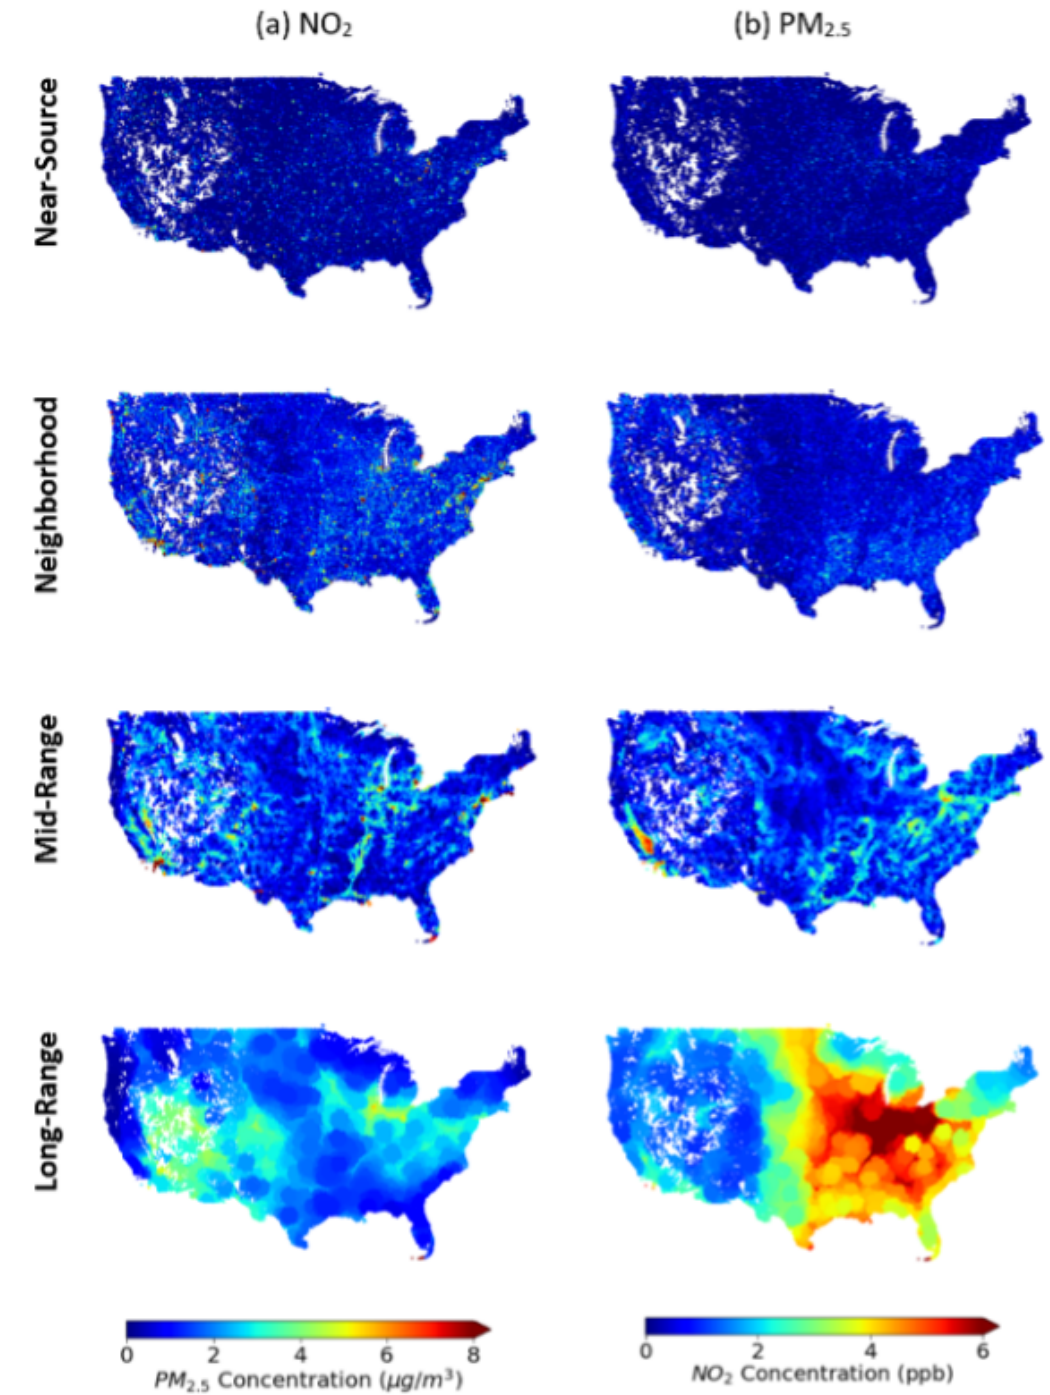 (a) NO₂
(b) PM₂.₅
Near-Source
Neighborhood
Mid-Range
Long-Range
0 2 4 6 8
PM₂.₅ Concentration (μg/m³)
0 2 4 6
NO₂ Concentration (ppb)